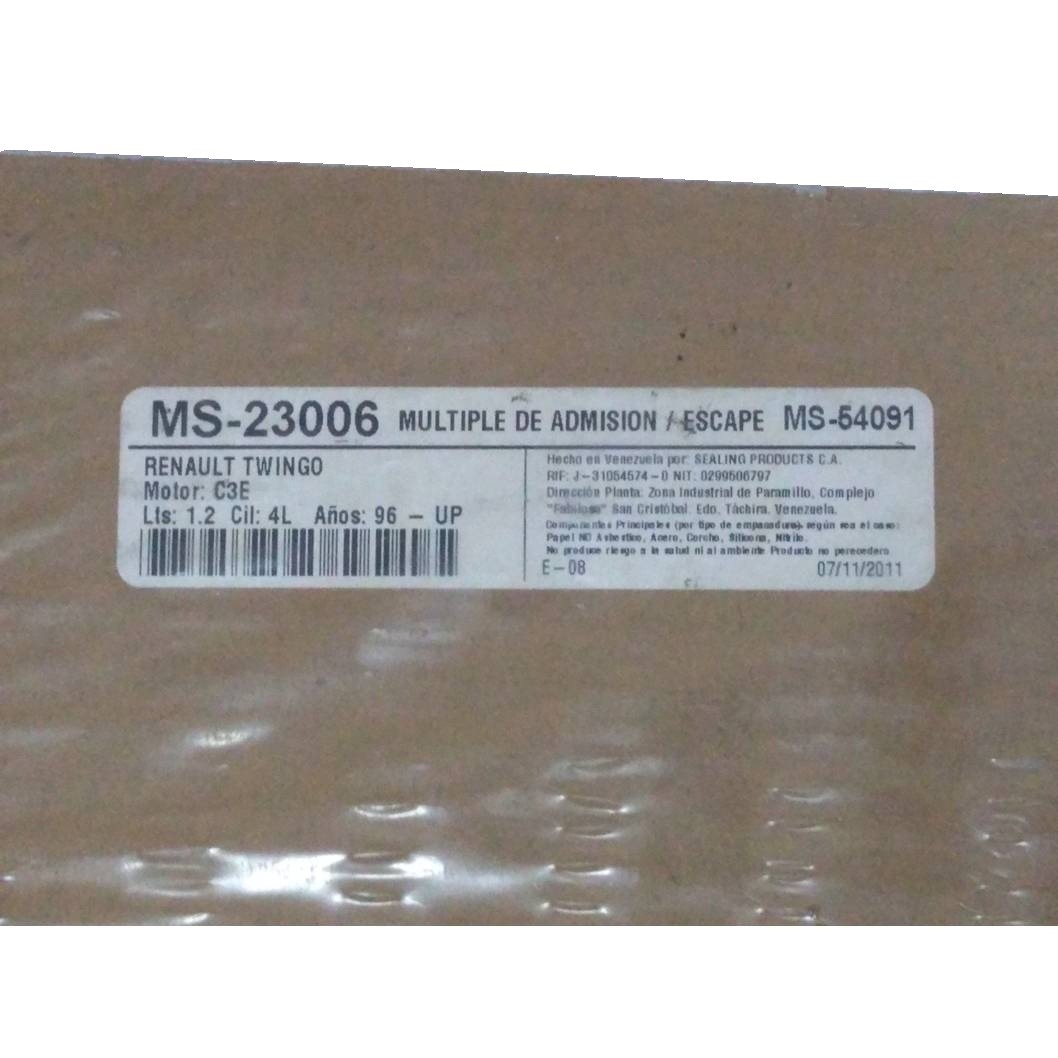 MS-23006 MULTIPLE DE ADMISION / ESCAPE MS-54091
RENAULT TWINGO
Motor: C3E
Lts: 1.2 Cil: 4L Años: 96 - UP
Hecho en Venezuela por: SEALING PRODUCTS C.A.
RIF: J-31054574-0 NIT: 0299506797
Dirección Planta: Zona Industrial de Paramillo, Complejo
"Fabilosa" San Cristóbal. Edo. Táchira. Venezuela.
Componentes Principales (por tipo de empacadura), según sea el caso:
Papel NO Asbestico, Acero, Corcho, Silicona, Nitrilo.
No produce riesgo a la salud ni al ambiente Producto no perecedero
E-08 07/11/2011